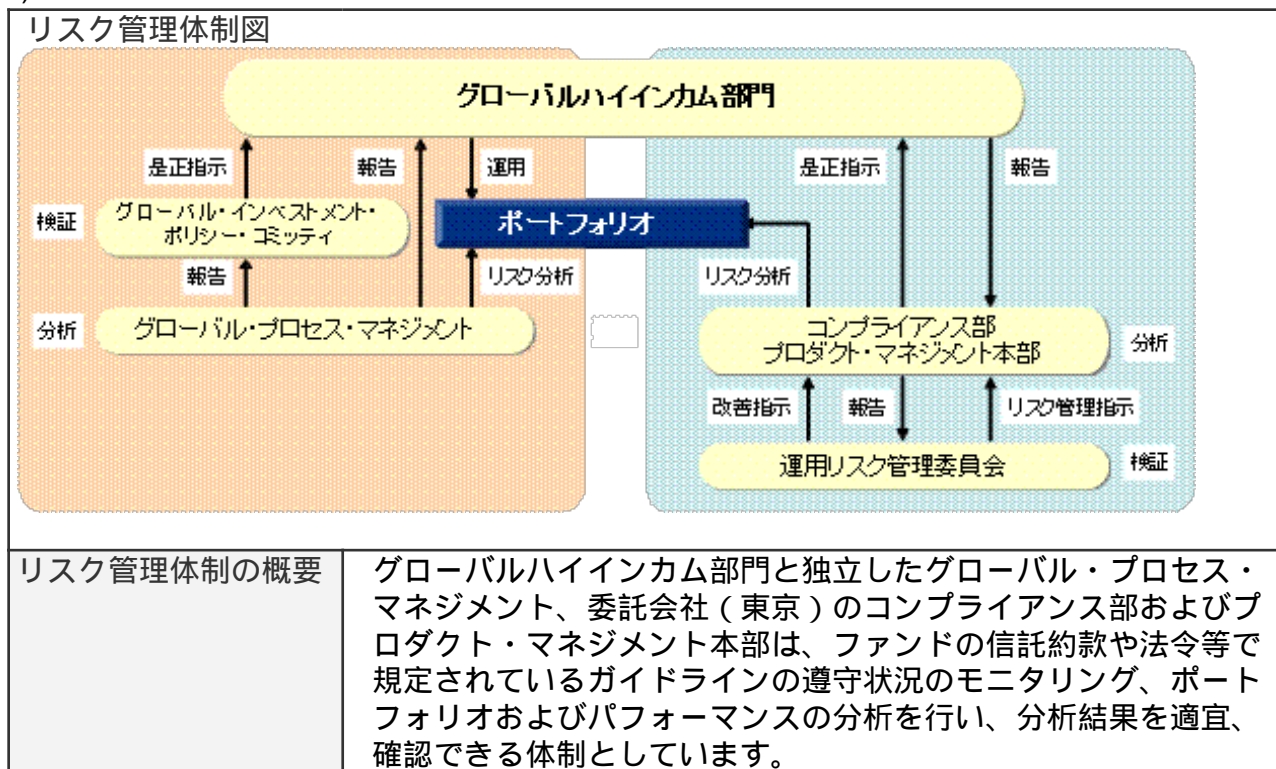 リスク管理体制図
グローバルハイインカム部門
是正指示 報告 運用 是正指示 報告
検証 グローバル・インベストメント・
ポリシー・コミッティ
ポートフォリオ
報告 リスク分析 リスク分析
分析 グローバル・プロセス・マネジメント
コンプライアンス部
プロダクト・マネジメント本部 分析
改善指示 報告 リスク管理指示
運用リスク管理委員会 検証
リスク管理体制の概要
グローバルハイインカム部門と独立したグローバル・プロセス・
マネジメント、委託会社(東京)のコンプライアンス部およびプ
ロダクト・マネジメント本部は、ファンドの信託約款や法令等で
規定されているガイドラインの遵守状況のモニタリング、ポート
フォリオおよびパフォーマンスの分析を行い、分析結果を適宜、
確認できる体制としています。